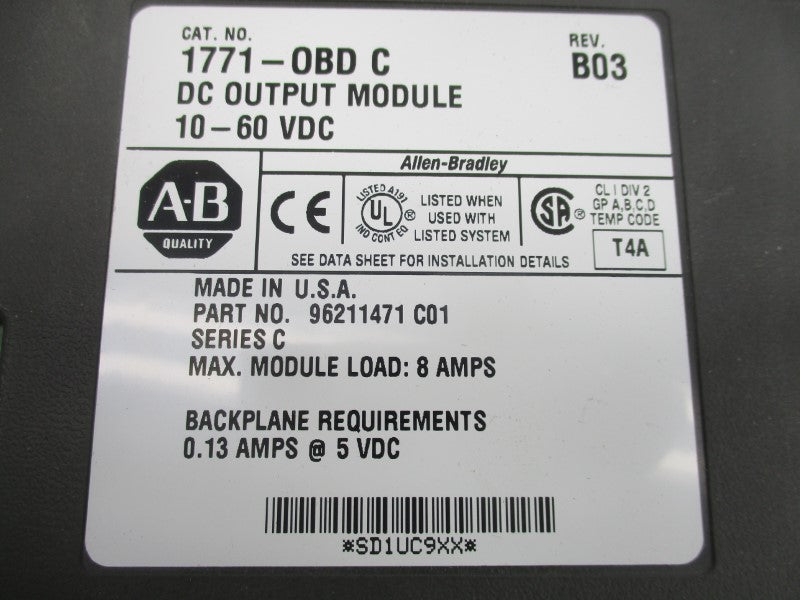 CAT. NO.
1771-OBD C
REV.
B03
DC OUTPUT MODULE
10-60 VDC
Allen-Bradley
A-B
QUALITY
CE
LISTED A197
UL ®
IND CONT EQ
LISTED WHEN
USED WITH
LISTED SYSTEM
SA ®
CL I DIV 2
GP A,B,C,D
TEMP CODE
T4A
SEE DATA SHEET FOR INSTALLATION DETAILS
MADE IN U.S.A.
PART NO. 96211471 C01
SERIES C
MAX. MODULE LOAD: 8 AMPS
BACKPLANE REQUIREMENTS
0.13 AMPS @ 5 VDC
*SD1UC9XX*